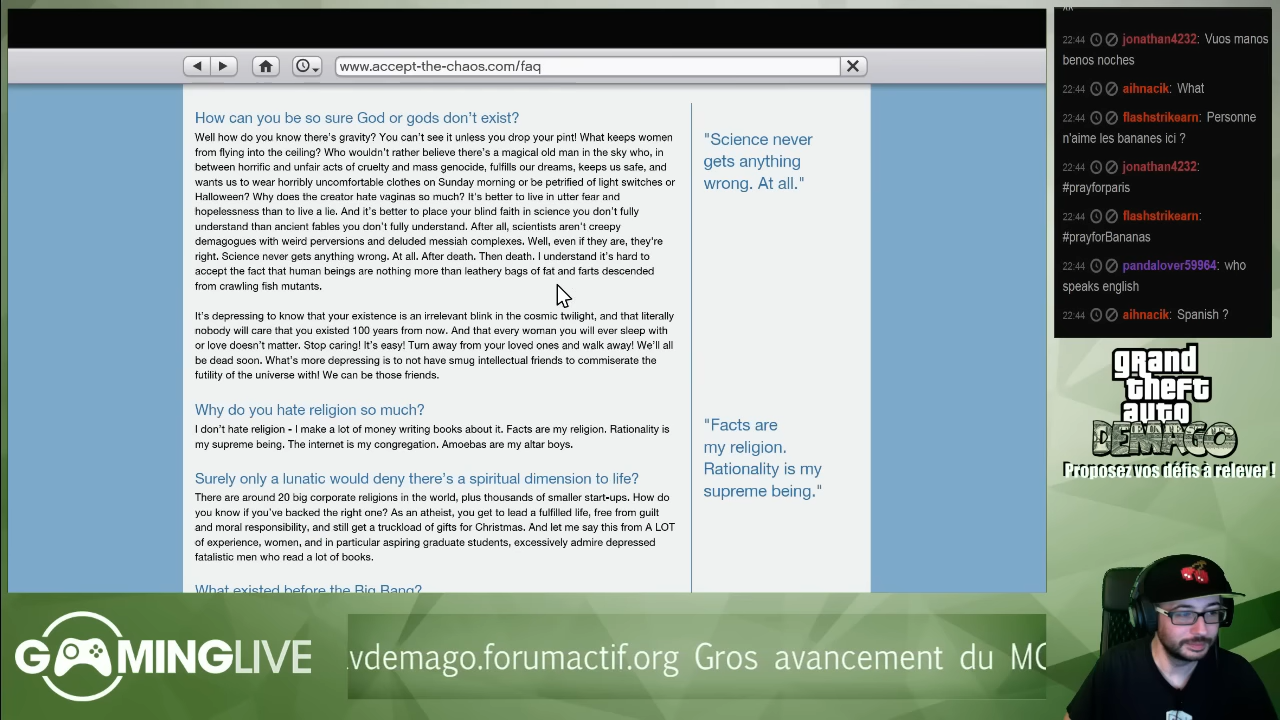 www.accept-the-chaos.com/faq
How can you be so sure God or gods don't exist?
Well how do you know there's gravity? You can't see it unless you drop your pint! What keeps women
from flying into the ceiling? Who wouldn't rather believe there's a magical old man in the sky who, in
between horrific and unfair acts of cruelty and mass genocide, fulfills our dreams, keeps us safe, and
wants us to wear horribly uncomfortable clothes on Sunday morning or be petrified of light switches or
Halloween? Why does the creator hate vaginas so much? It's better to live in utter fear and
hopelessness than to live a lie. And it's better to place your blind faith in science you don't fully
understand than ancient fables you don't fully understand. After all, scientists aren't creepy
demagogues with weird perversions and deluded messiah complexes. Well, even if they are, they're
right. Science never gets anything wrong. At all. After death. Then death. I understand it's hard to
accept the fact that human beings are nothing more than leathery bags of fat and farts descended
from crawling fish mutants.
It's depressing to know that your existence is an irrelevant blink in the cosmic twilight, and that literally
nobody will care that you existed 100 years from now. And that every woman you will ever sleep with
or love doesn't matter. Stop caring! It's easy! Turn away from your loved ones and walk away! We'll all
be dead soon. What's more depressing is to not have smug intellectual friends to commiserate the
futility of the universe with! We can be those friends.
Why do you hate religion so much?
I don't hate religion - I make a lot of money writing books about it. Facts are my religion. Rationality is
my supreme being. The internet is my congregation. Amoebas are my altar boys.
Surely only a lunatic would deny there's a spiritual dimension to life?
There are around 20 big corporate religions in the world, plus thousands of smaller start-ups. How do
you know if you've backed the right one? As an atheist, you get to lead a fulfilled life, free from guilt
and moral responsibility, and still get a truckload of gifts for Christmas. And let me say this from A LOT
of experience, women, and in particular aspiring graduate students, excessively admire depressed
fatalistic men who read a lot of books.
What existed before the Big Bang?
"Science never
gets anything
wrong. At all."
"Facts are
my religion.
Rationality is my
supreme being."
22:44 jonathan4232: Vuos manos
benos noches
22:44 aihnacik: What
22:44 flashstrikearn: Personne
n'aime les bananes ici ?
22:44 jonathan4232:
#prayforparis
22:44 flashstrikearn:
#prayforBananas
22:44 pandalover59964: who
speaks english
22:44 aihnacik: Spanish ?
grand
theft
auto
DEMAGO
Proposez vos défis à relever !
GAMINGLIVE
vdemago.forumactif.org Gros avancement du